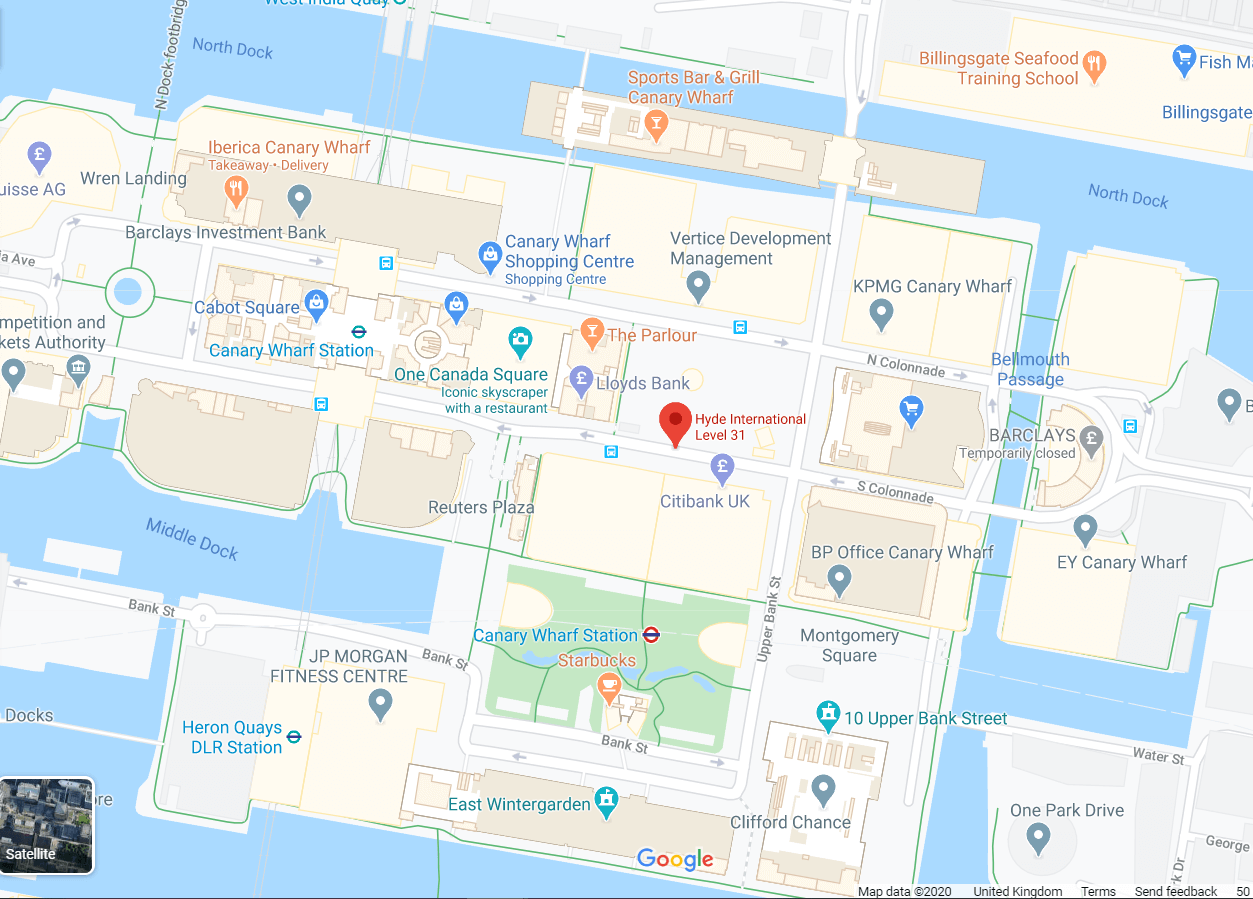 West India Quay
North Dock
N Dock footbridg
Billingsgate Seafood
Training School
Fish Ma
Billingsgate
Sports Bar & Grill
Canary Wharf
Iberica Canary Wharf
Takeaway • Delivery
uisse AG
Wren Landing
North Dock
Barclays Investment Bank
Canary Wharf
Shopping Centre
Shopping Centre
Vertice Development
Management
ia Ave
KPMG Canary Wharf
Cabot Square
mpetition and
kets Authority
Canary Wharf Station
The Parlour
N Colonnade
Bellmouth
Passage
One Canada Square
Iconic skyscraper
with a restaurant
Lloyds Bank
B
Hyde International
Level 31
BARCLAYS
Temporarily closed
S Colonnade
Reuters Plaza
Citibank UK
Middle Dock
BP Office Canary Wharf
EY Canary Wharf
Bank St
Upper Bank St
Canary Wharf Station
Montgomery
Square
Starbucks
JP MORGAN
FITNESS CENTRE
Bank St
Docks
Heron Quays
DLR Station
10 Upper Bank Street
Bank St
Water St
ore
East Wintergarden
Clifford Chance
One Park Drive
George
rk Dr
Satellite
Google
Map data ©2020 United Kingdom Terms Send feedback 50